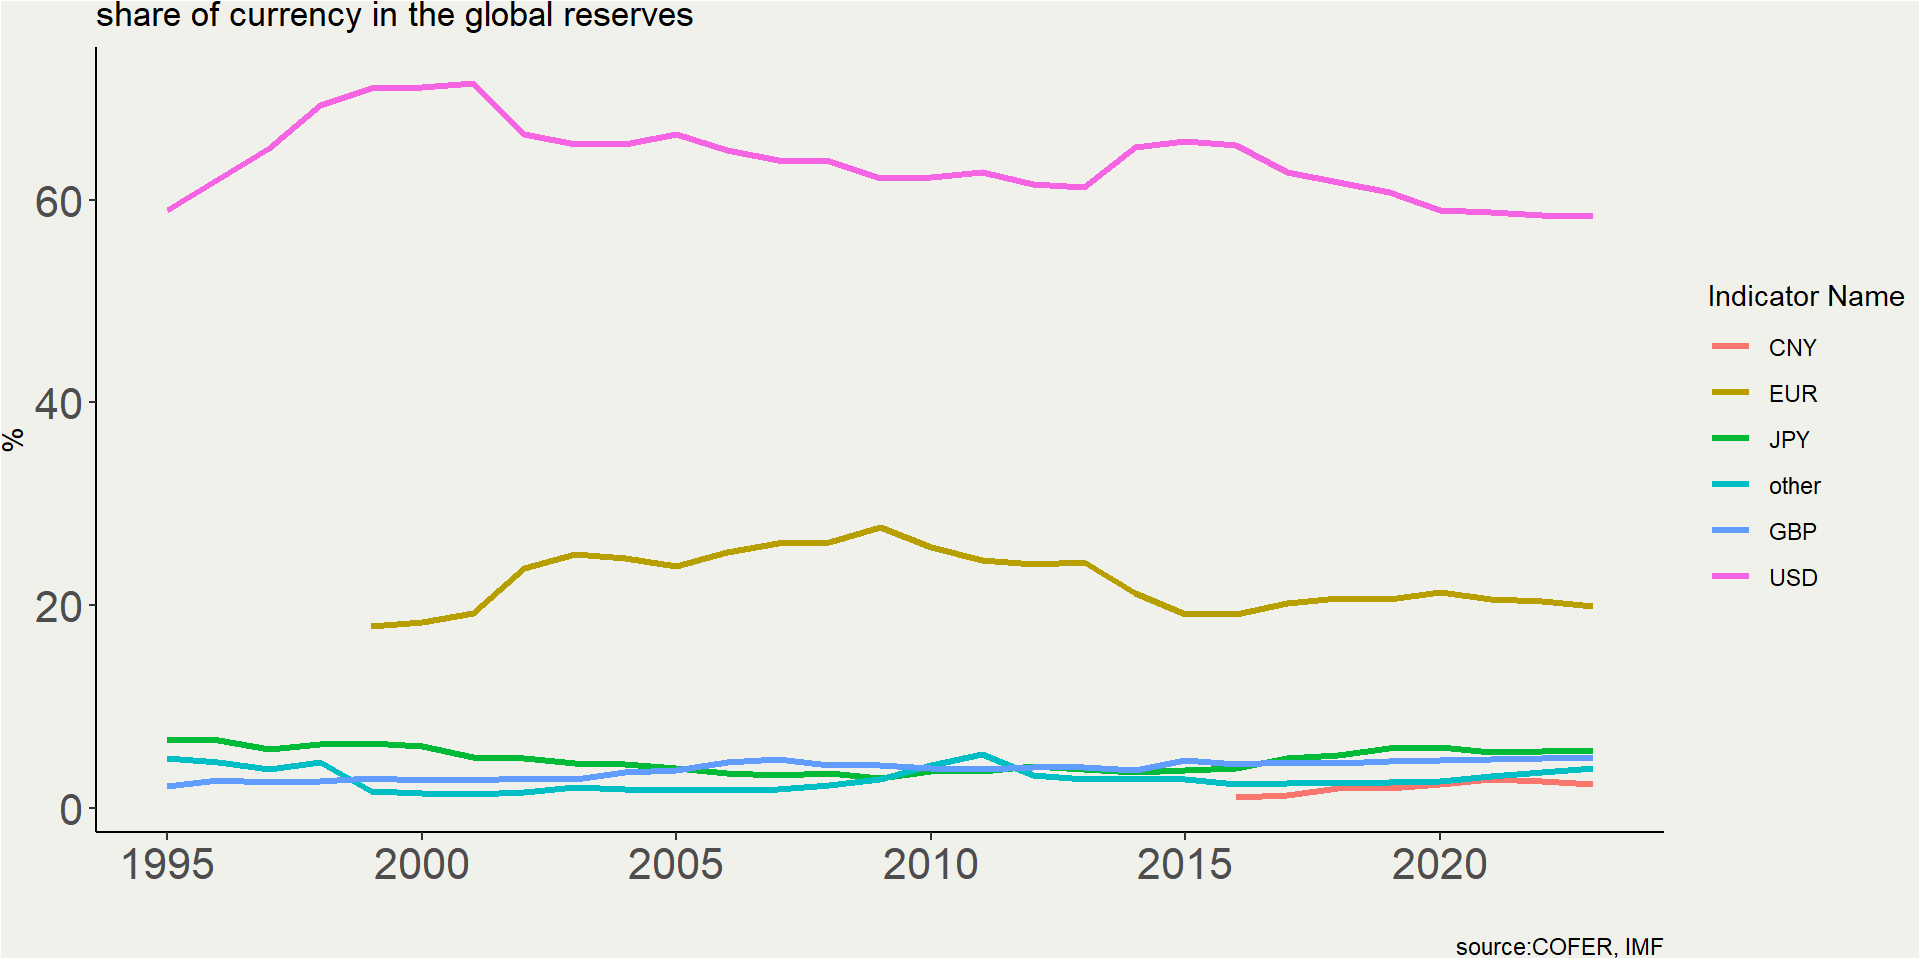 share of currency in the global reserves
60
40
20
0
%
1995 2000 2005 2010 2015 2020
Indicator Name
CNY
EUR
JPY
other
GBP
USD
source:COFER, IMF